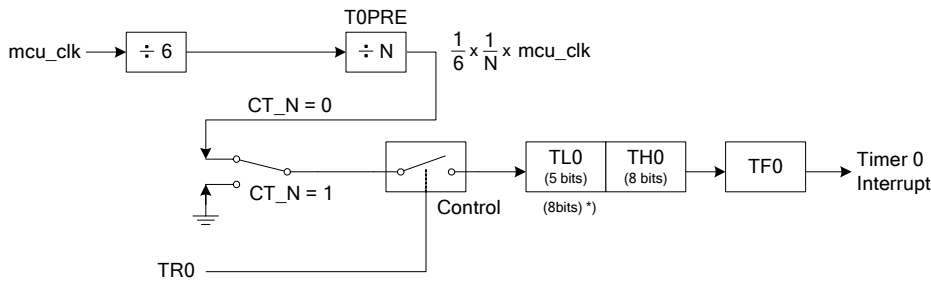 T0PRE
mcu_clk
÷ 6
÷ N
1/6 x 1/N x mcu_clk
CT_N = 0
CT_N = 1
Control
TL0
(5 bits)
(8bits) *)
TH0
(8 bits)
TF0
Timer 0
Interrupt
TR0